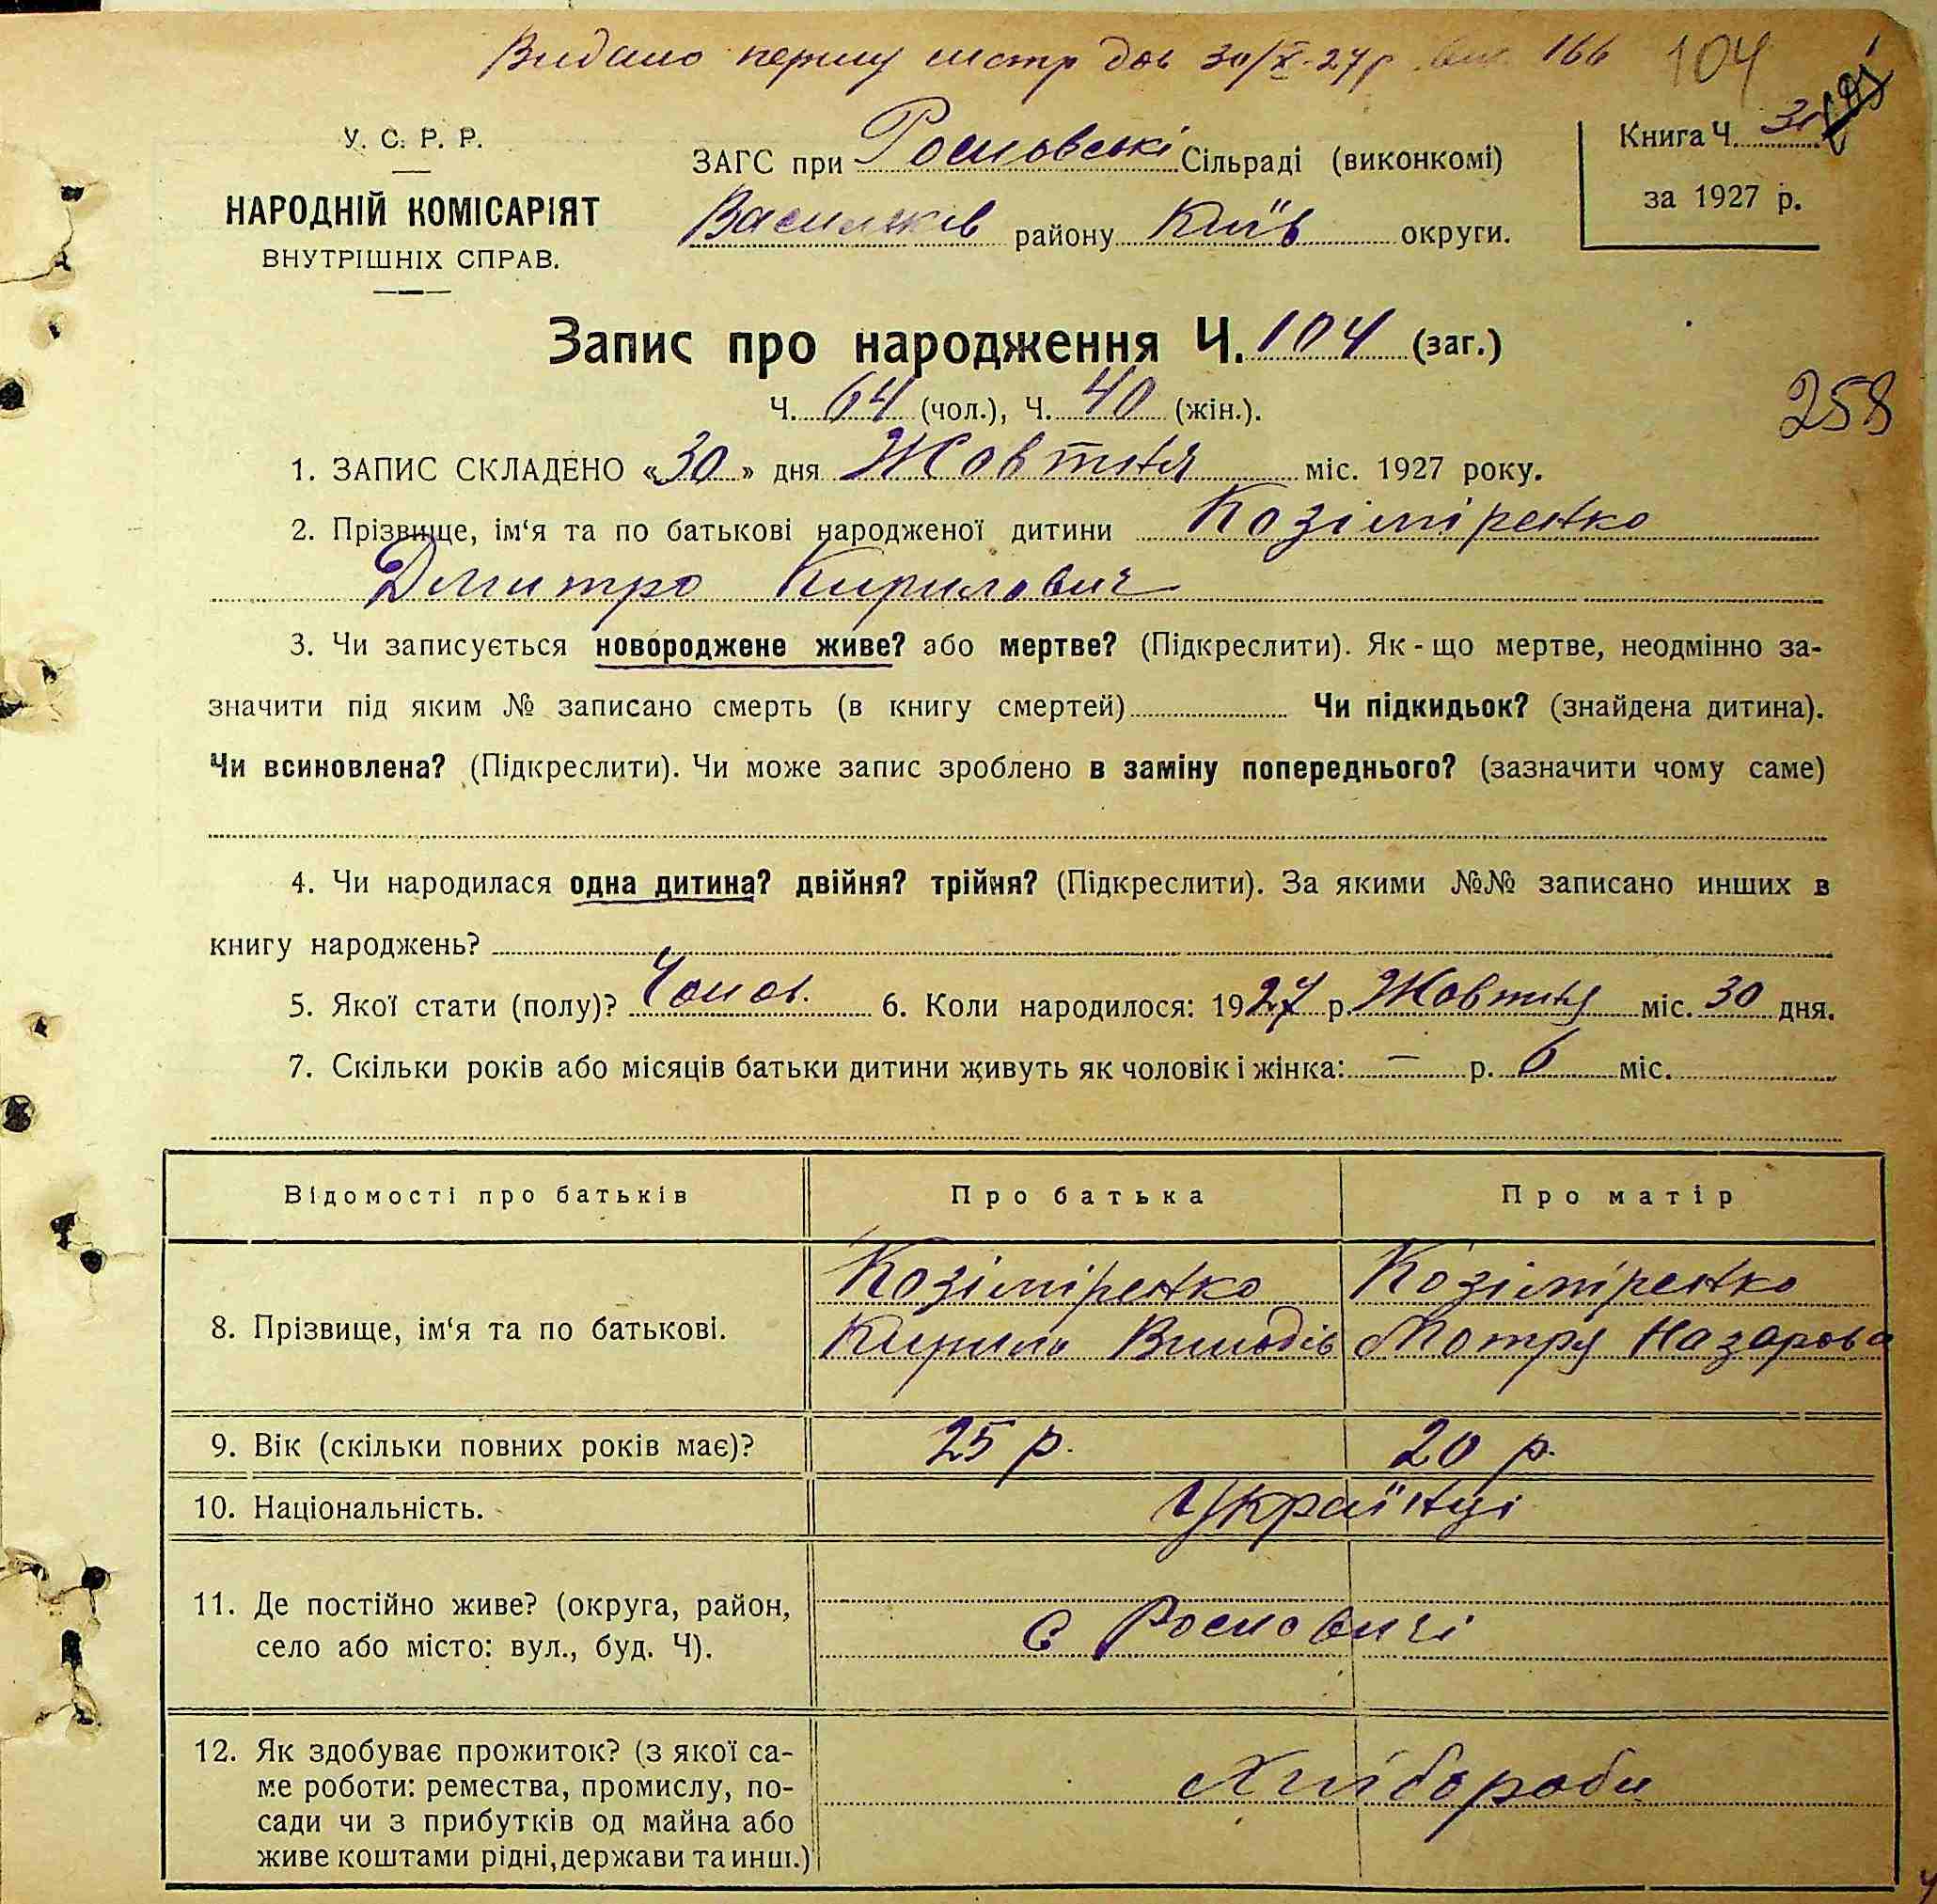 Видано перту метр дов 30/X-27р. вих. 166 104
У. С. Р. Р.
НАРОДНІЙ КОМІСАРІЯТ
ВНУТРІШНІХ СПРАВ.
ЗАГС при Росновські Сільраді (виконкомі)
Васильків району Київ округи.
Книга Ч. 3
за 1927 р.
Запис про народження Ч. 104 (заг.)
Ч. 64 (чол.), Ч. 40 (жін.).
258
1. ЗАПИС СКЛАДЕНО «30» дня Жовтня міс. 1927 року.
2. Прізвище, ім‘я та по батькові народженої дитини Козіміренко
Дмитро Кирилович
3. Чи записується новороджене живе? або мертве? (Підкреслити). Як-що мертве, неодмінно за-
значити під яким № записано смерть (в книгу смертей) Чи підкидьок? (знайдена дитина).
Чи всиновлена? (Підкреслити). Чи може запис зроблено в заміну попереднього? (зазначити чому саме)
4. Чи народилася одна дитина? двійня? трійня? (Підкреслити). За якими №№ записано инших в
книгу народжень?
5. Якої стати (полу)? Чолов. 6. Коли народилося: 1927 р. Жовтня міс. 30 дня.
7. Скільки років або місяців батьки дитини живуть як чоловік і жінка: — р. 6 міс.
Відомості про батьків Про батька Про матір
8. Прізвище, ім‘я та по батькові. Козіміренко Козіміренко
Кирило Мотря Назарова
9. Вік (скільки повних років має)? 25 р. 20 р.
10. Національність. Українці
11. Де постійно живе? (округа, район,
село або місто: вул., буд. Ч). с Росновичі
12. Як здобуває прожиток? (з якої са-
ме роботи: ремества, промислу, по-
сади чи з прибутків од майна або
живе коштами рідні, держави та инш.) Хлібороби